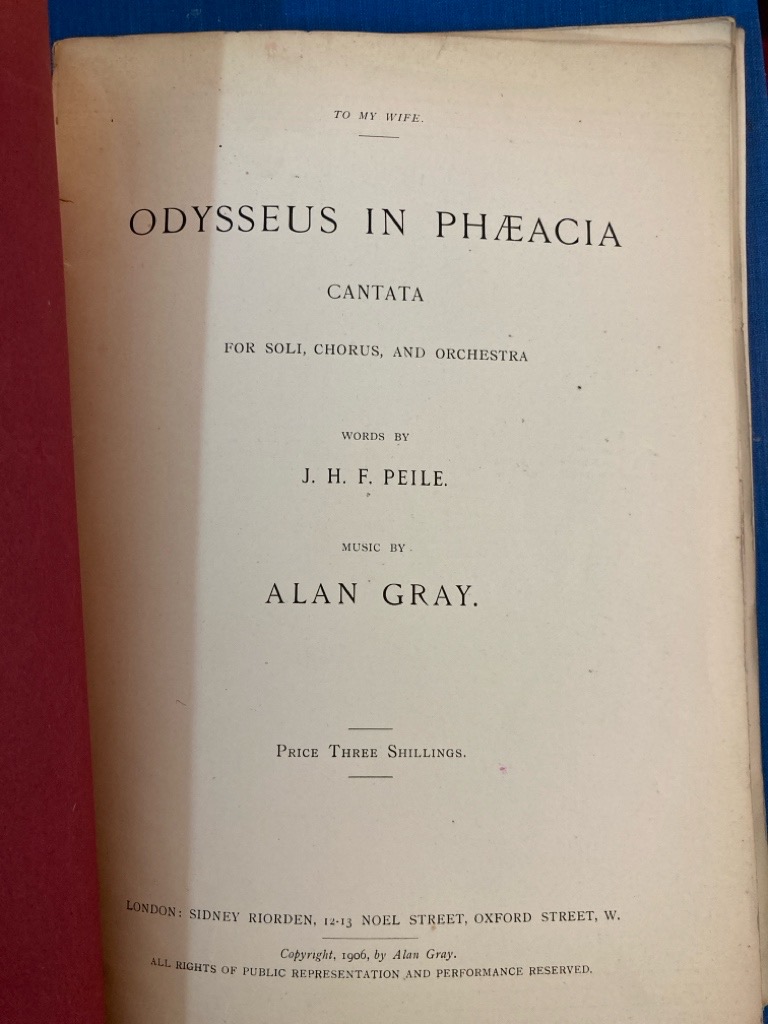 TO MY WIFE.
ODYSSEUS IN PHÆACIA
CANTATA
FOR SOLI, CHORUS, AND ORCHESTRA
WORDS BY
J. H. F. PEILE.
MUSIC BY
ALAN GRAY.
PRICE THREE SHILLINGS.
LONDON: SIDNEY RIORDEN, 12-13 NOEL STREET, OXFORD STREET, W.
Copyright, 1906, by Alan Gray.
ALL RIGHTS OF PUBLIC REPRESENTATION AND PERFORMANCE RESERVED.